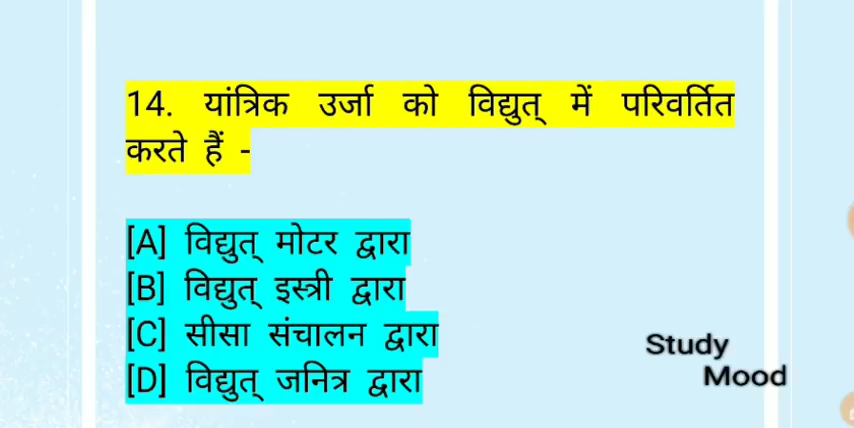 14. यांत्रिक उर्जा को विद्युत् में परिवर्तित
करते हैं -
[A] विद्युत् मोटर द्वारा
[B] विद्युत् इस्त्री द्वारा
[C] सीसा संचालन द्वारा
[D] विद्युत् जनित्र द्वारा
Study
Mood